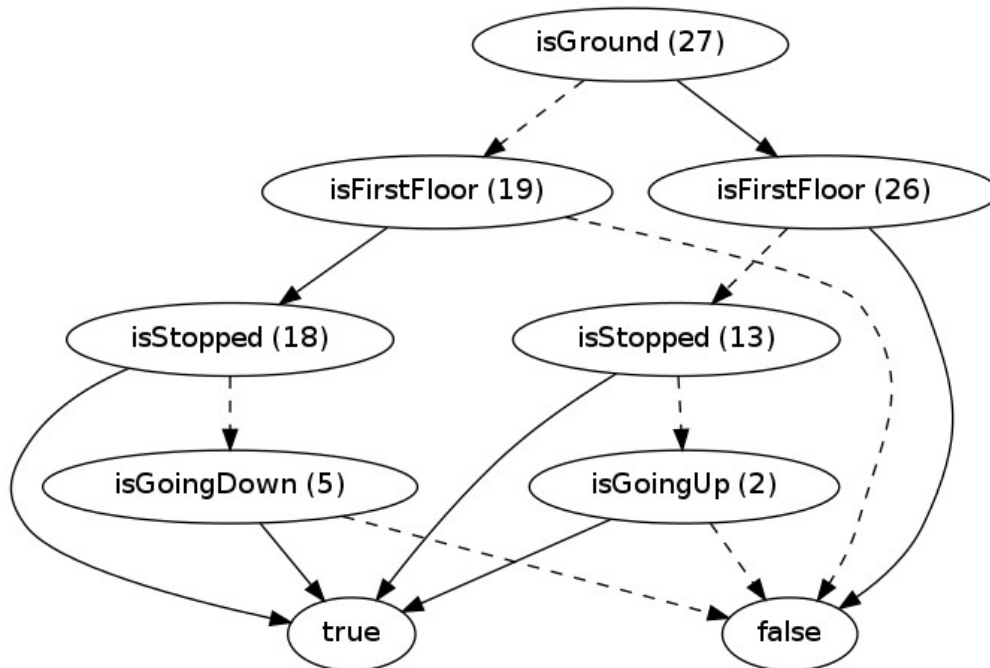 isGround (27)
isFirstFloor (19)
isFirstFloor (26)
isStopped (18)
isStopped (13)
isGoingDown (5)
isGoingUp (2)
true
false